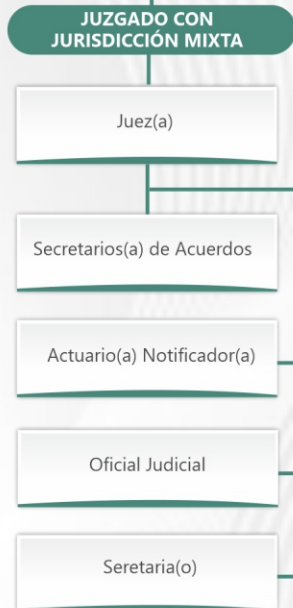 JUZGADO CON
JURISDICCIÓN MIXTA
Juez(a)
Secretarios(a) de Acuerdos
Actuario(a) Notificador(a)
Oficial Judicial
Seretaria(o)